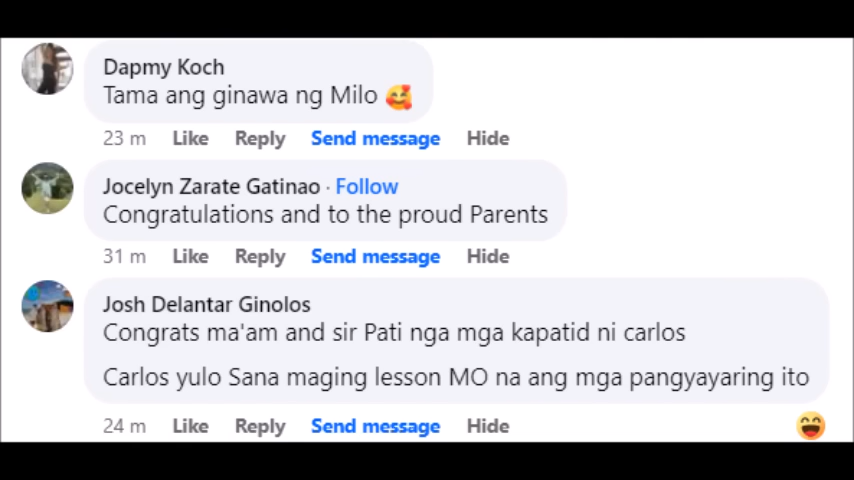 Dapmy Koch
Tama ang ginawa ng Milo 🥰
23 m Like Reply Send message Hide
Jocelyn Zarate Gatinao · Follow
Congratulations and to the proud Parents
31 m Like Reply Send message Hide
Josh Delantar Ginolos
Congrats ma'am and sir Pati nga mga kapatid ni carlos
Carlos yulo Sana maging lesson MO na ang mga pangyayaring ito
24 m Like Reply Send message Hide